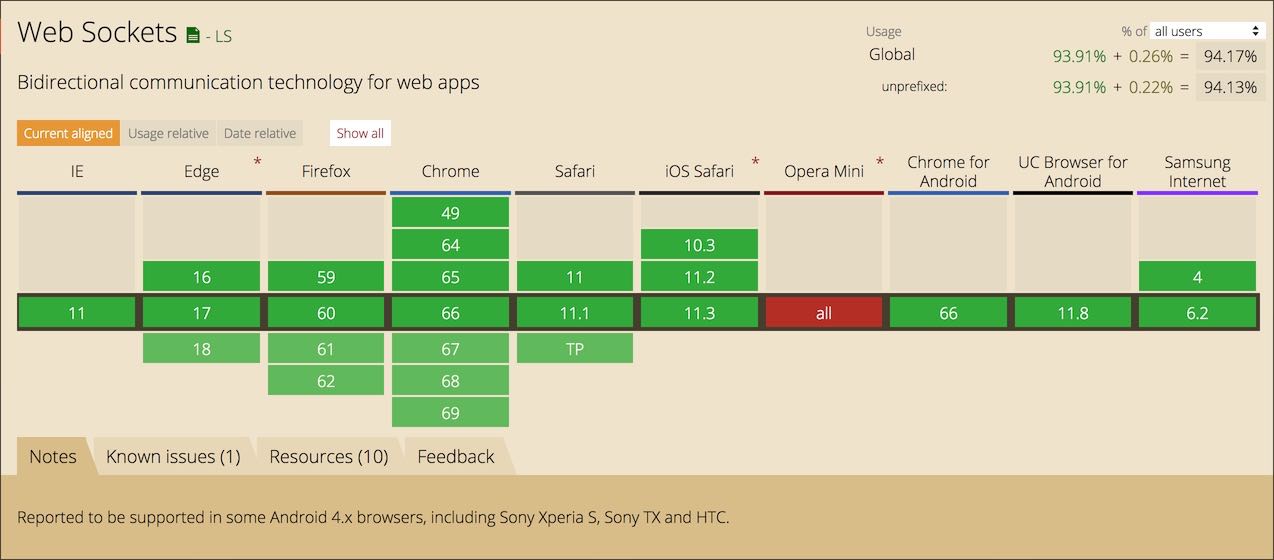 Web Sockets - LS
Usage % of all users
Global 93.91% + 0.26% = 94.17%
Bidirectional communication technology for web apps
unprefixed: 93.91% + 0.22% = 94.13%
Current aligned Usage relative Date relative Show all
IE Edge * Firefox Chrome Safari iOS Safari * Opera Mini * Chrome for Android UC Browser for Android Samsung Internet
49
64 10.3
16 59 65 11 11.2 4
11 17 60 66 11.1 11.3 all 66 11.8 6.2
18 61 67 TP
62 68
69
Notes Known issues (1) Resources (10) Feedback
Reported to be supported in some Android 4.x browsers, including Sony Xperia S, Sony TX and HTC.